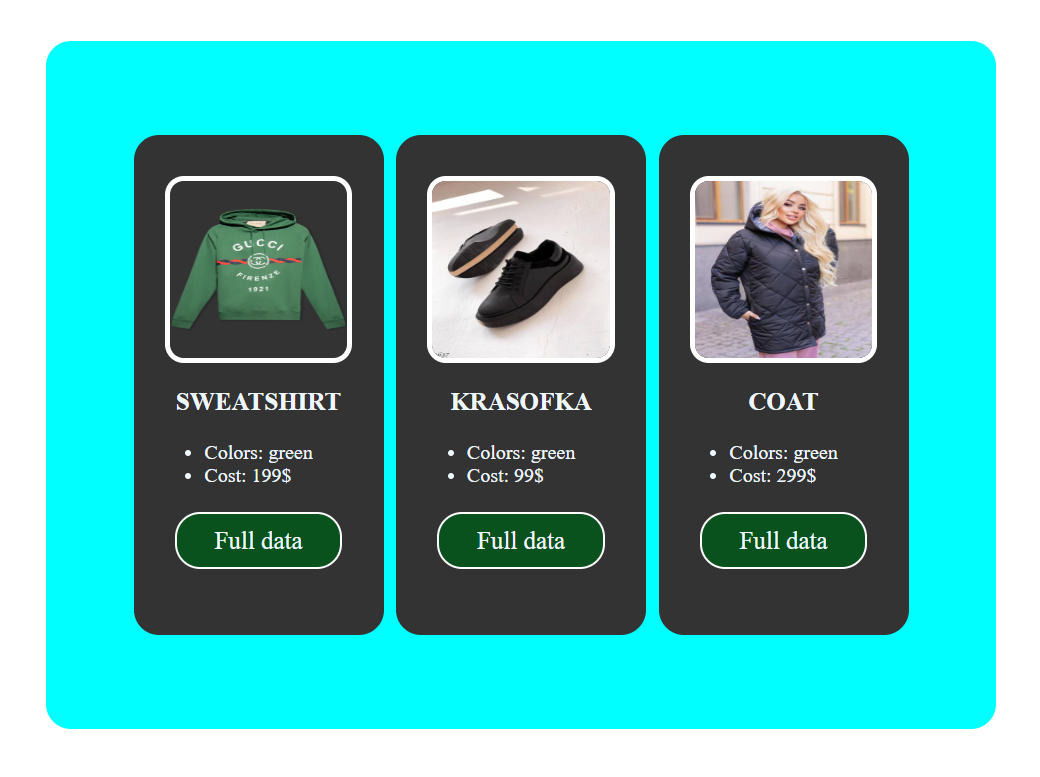 GUCCI
FIRENZE
1921
SWEATSHIRT
Colors: green
Cost: 199$
Full data
KRASOFKA
Colors: green
Cost: 99$
Full data
COAT
Colors: green
Cost: 299$
Full data